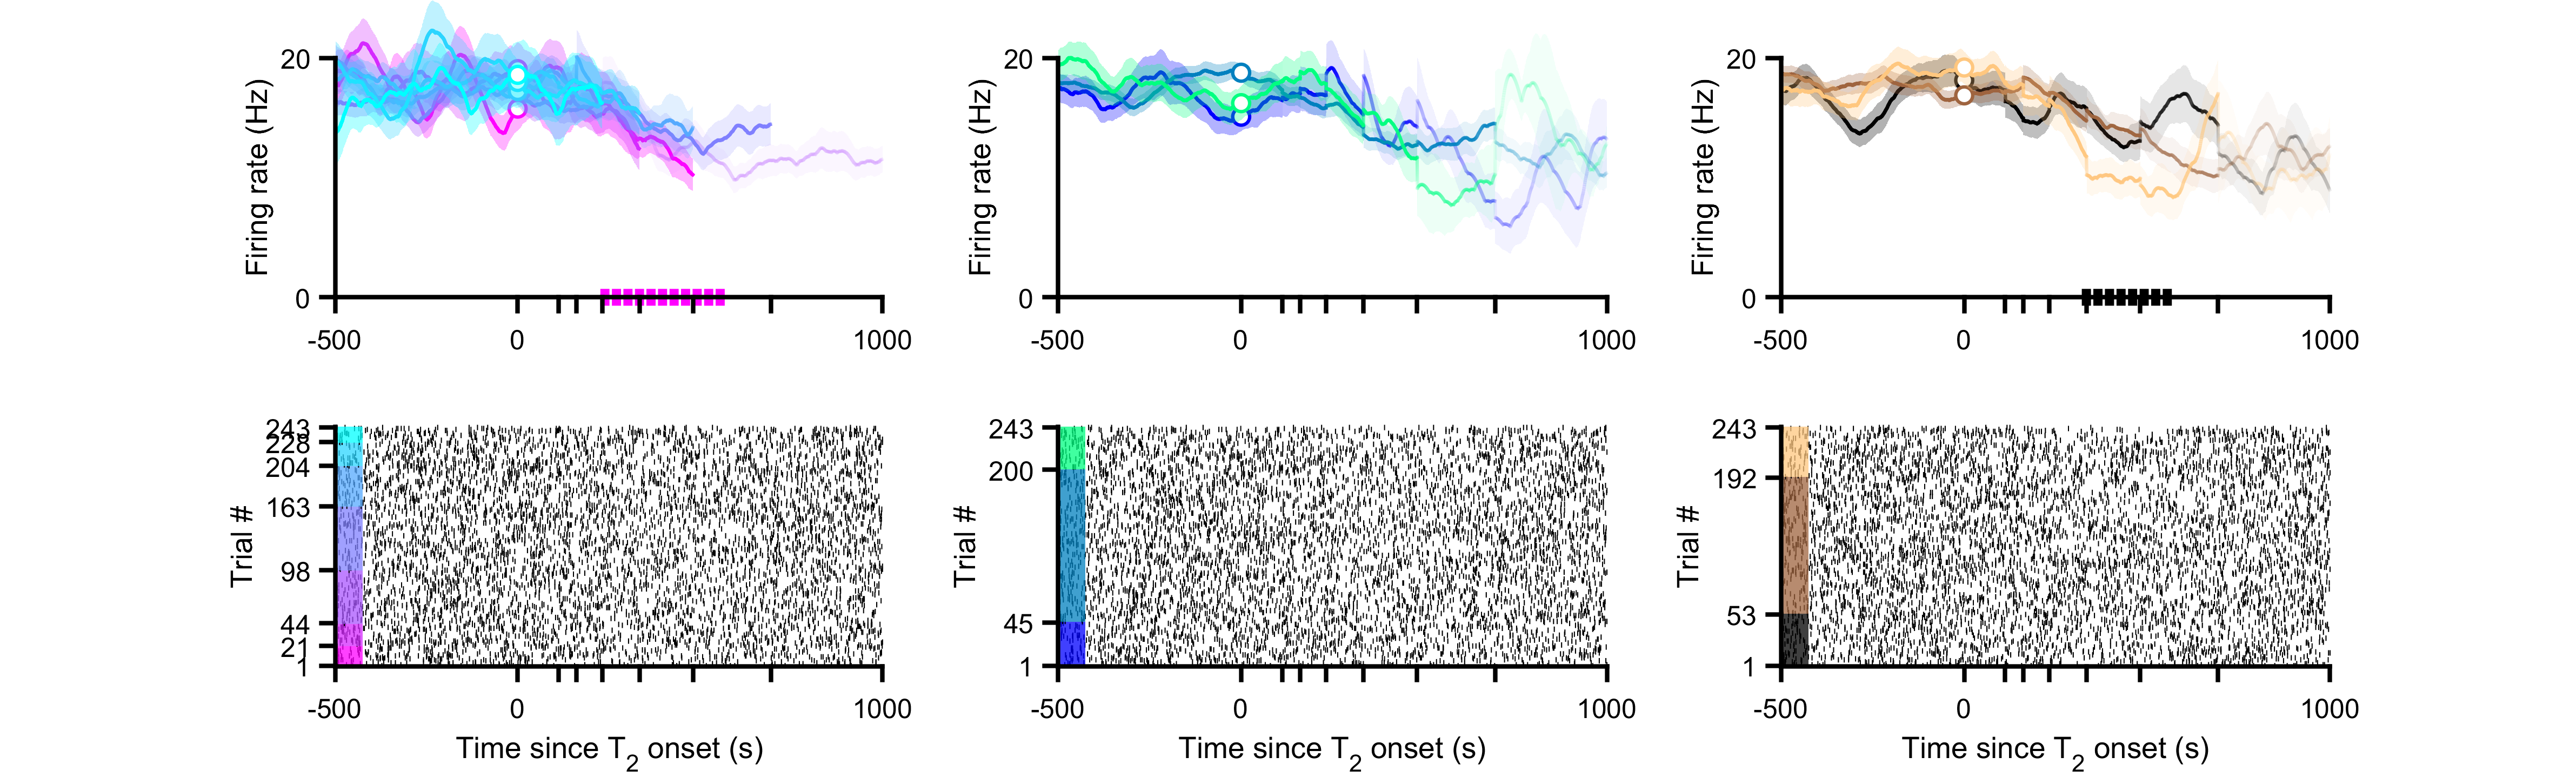 20
Firing rate (Hz)
0
-500 0 1000
20
Firing rate (Hz)
0
-500 0 1000
20
Firing rate (Hz)
0
-500 0 1000
243
228
204
163
98
44
21
1
Trial #
-500 0 1000
Time since T2 onset (s)
243
200
45
1
Trial #
-500 0 1000
Time since T2 onset (s)
243
192
53
1
Trial #
-500 0 1000
Time since T2 onset (s)